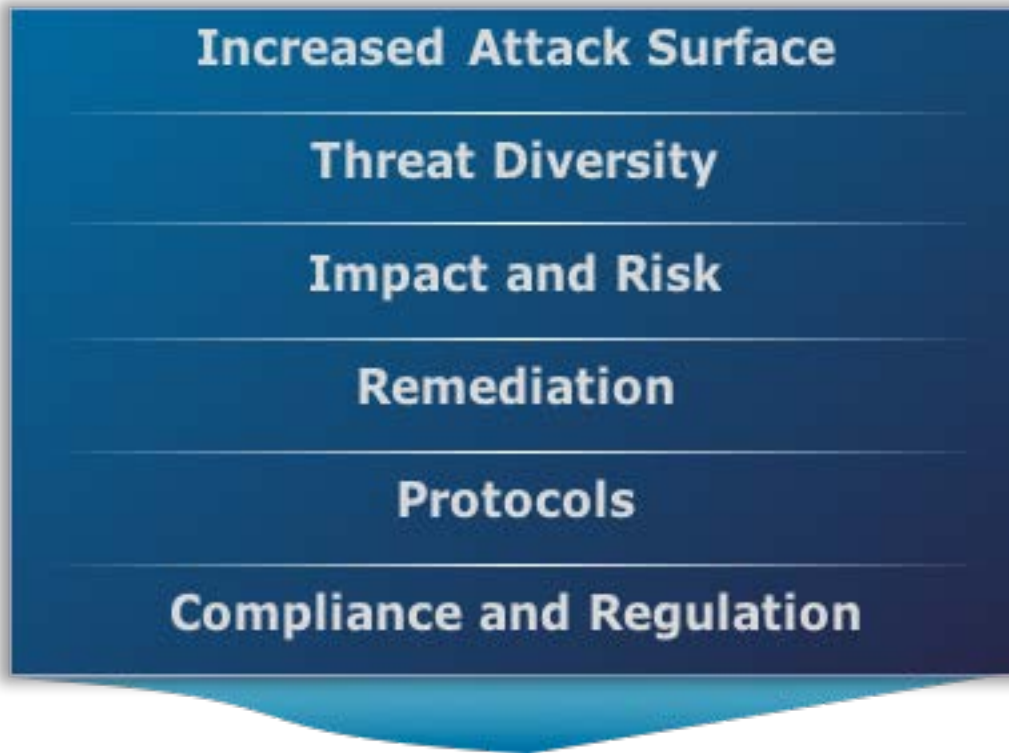 Increased Attack Surface
Threat Diversity
Impact and Risk
Remediation
Protocols
Compliance and Regulation